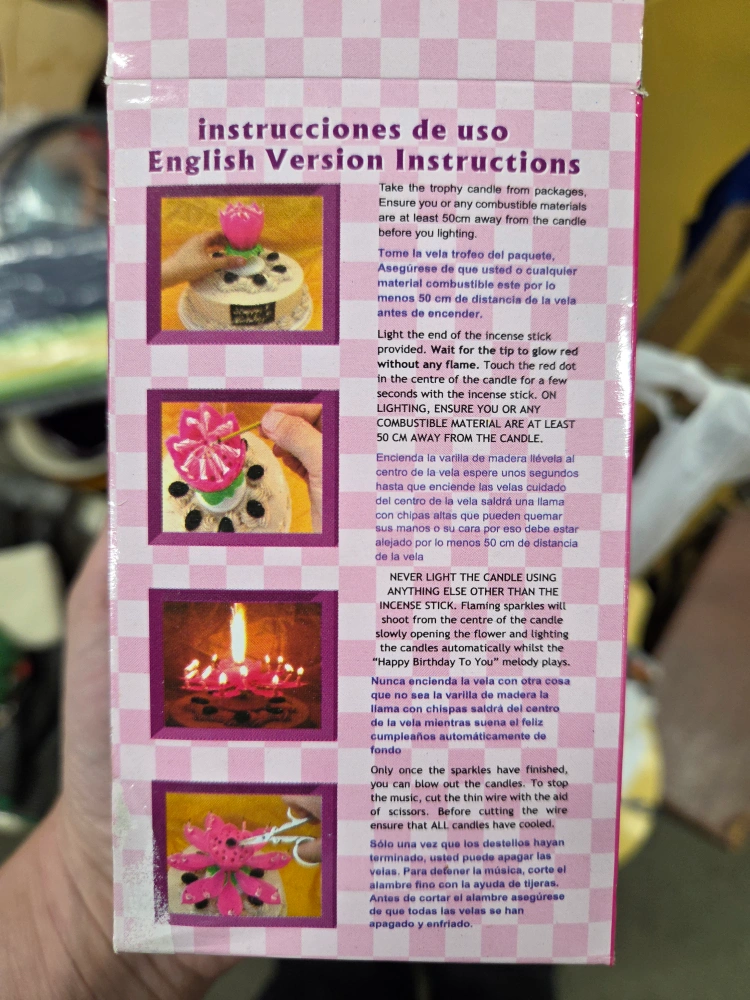 instrucciones de uso
English Version Instructions
Take the trophy candle from packages,
Ensure you or any combustible materials
are at least 50cm away from the candle
before you lighting.
Tome la vela trofeo del paquete,
Asegúrese de que usted o cualquier
material combustible este por lo
menos 50 cm de distancia de la vela
antes de encender.
Light the end of the incense stick
provided. Wait for the tip to glow red
without any flame. Touch the red dot
in the centre of the candle for a few
seconds with the incense stick. ON
LIGHTING, ENSURE YOU OR ANY
COMBUSTIBLE MATERIAL ARE AT LEAST
50 CM AWAY FROM THE CANDLE.
Encienda la varilla de madera llévela al
centro de la vela espere unos segundos
hasta que enciende las velas cuidado
del centro de la vela saldrá una llama
con chipas altas que pueden quemar
sus manos o su cara por eso debe estar
alejado por lo menos 50 cm de distancia
de la vela
NEVER LIGHT THE CANDLE USING
ANYTHING ELSE OTHER THAN THE
INCENSE STICK. Flaming sparkles will
shoot from the centre of the candle
slowly opening the flower and lighting
the candles automatically whilst the
"Happy Birthday To You" melody plays.
Nunca encienda la vela con otra cosa
que no sea la varilla de madera la
llama con chispas saldrá del centro
de la vela mientras suena el feliz
cumpleaños automáticamente de
fondo
Only once the sparkles have finished,
you can blow out the candles. To stop
the music, cut the thin wire with the aid
of scissors. Before cutting the wire
ensure that ALL candles have cooled.
Sólo una vez que los destellos hayan
terminado, usted puede apagar las
velas. Para detener la música, corte el
alambre fino con la ayuda de tijeras.
Antes de cortar el alambre asegúrese
de que todas las velas se han
apagado y enfriado.